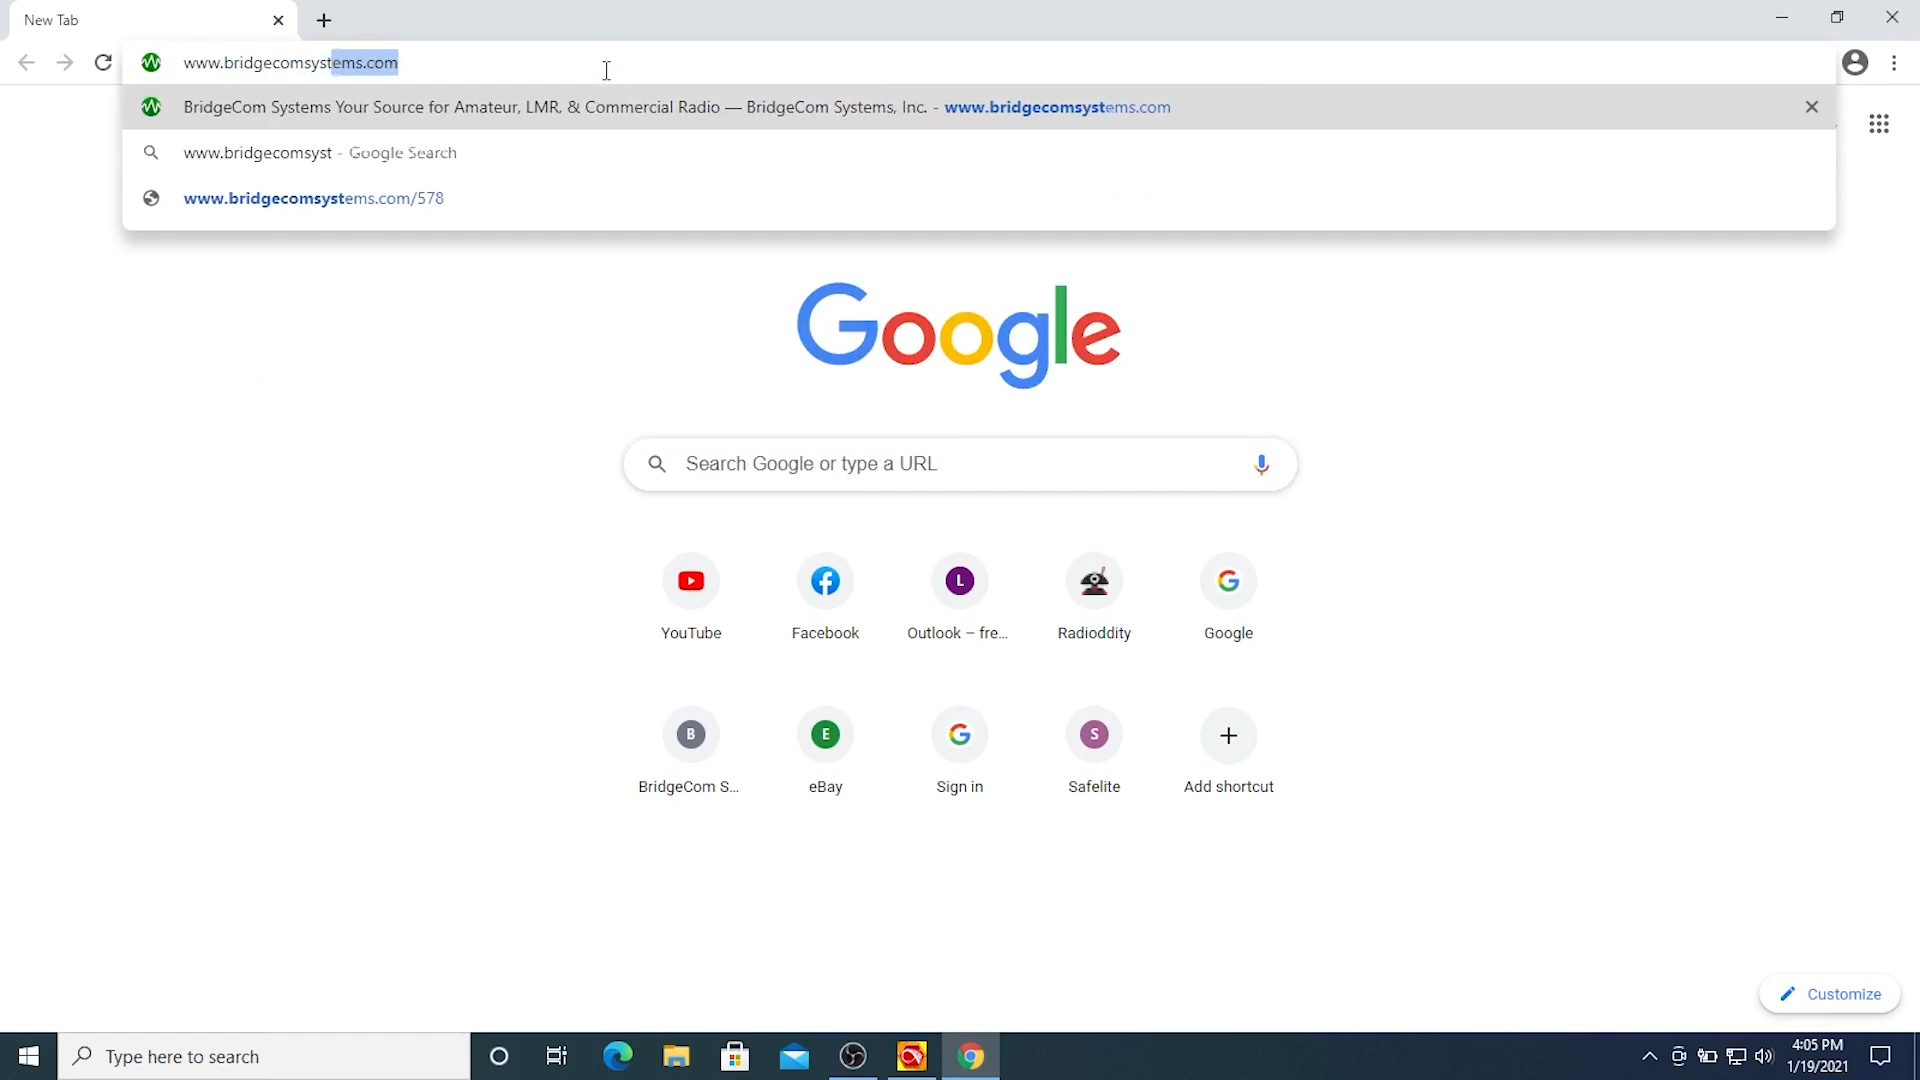 New Tab
www.bridgecomsystems.com
BridgeCom Systems Your Source for Amateur, LMR, & Commercial Radio — BridgeCom Systems, Inc. - www.bridgecomsystems.com
www.bridgecomsyst - Google Search
www.bridgecomsystems.com/578
Google
Search Google or type a URL
L
YouTube Facebook Outlook – fre... Radioddity Google
B E S
BridgeCom S... eBay Sign in Safelite Add shortcut
Customize
Type here to search
4:05 PM
1/19/2021